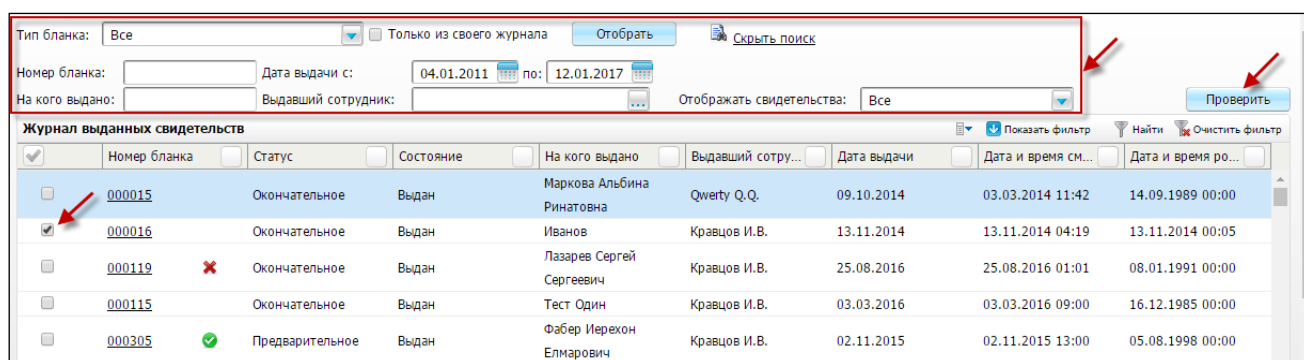 Тип бланка: Все Только из своего журнала Отобрать Скрыть поиск
Номер бланка: Дата выдачи с: 04.01.2011 по: 12.01.2017
На кого выдано: Выдавший сотрудник: ... Отображать свидетельства: Все Проверить
Журнал выданных свидетельств Показать фильтр Найти Очистить фильтр
Номер бланка Статус Состояние На кого выдано Выдавший сотру... Дата выдачи Дата и время см... Дата и время ро...
000015 Окончательное Выдан Маркова Альбина Ринатовна Qwerty Q.Q. 09.10.2014 03.03.2014 11:42 14.09.1989 00:00
000016 Окончательное Выдан Иванов Кравцов И.В. 13.11.2014 13.11.2014 04:19 13.11.2014 00:05
000119 Окончательное Выдан Лазарев Сергей Сергеевич Кравцов И.В. 25.08.2016 25.08.2016 01:01 08.01.1991 00:00
000115 Окончательное Выдан Тест Один Кравцов И.В. 03.03.2016 03.03.2016 09:00 16.12.1985 00:00
000305 Предварительное Выдан Фабер Иерехон Елмарович Кравцов И.В. 02.11.2015 02.11.2015 13:00 05.08.1998 00:00